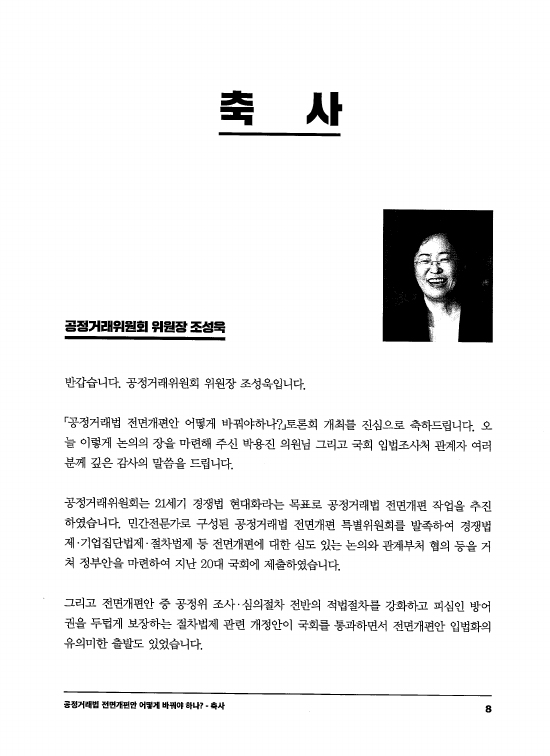 축 사
공정거래위원회 위원장 조성욱
반갑습니다. 공정거래위원회 위원장 조성욱입니다.
「공정거래법 전면개편안 어떻게 바꿔야하나?」토론회 개최를 진심으로 축하드립니다. 오
늘 이렇게 논의의 장을 마련해 주신 박용진 의원님 그리고 국회 입법조사처 관계자 여러
분께 깊은 감사의 말씀을 드립니다.
공정거래위원회는 21세기 경쟁법 현대화라는 목표로 공정거래법 전면개편 작업을 추진
하였습니다. 민간전문가로 구성된 공정거래법 전면개편 특별위원회를 발족하여 경쟁법
제·기업집단법제·절차법제 등 전면개편에 대한 심도 있는 논의와 관계부처 협의 등을 거
쳐 정부안을 마련하여 지난 20대 국회에 제출하였습니다.
그리고 전면개편안 중 공정위 조사·심의절차 전반의 적법절차를 강화하고 피심인 방어
권을 두텁게 보장하는 절차법제 관련 개정안이 국회를 통과하면서 전면개편안 입법화의
유의미한 출발도 있었습니다.
공정거래법 전면개편안 어떻게 바꿔야 하나? - 축사
8